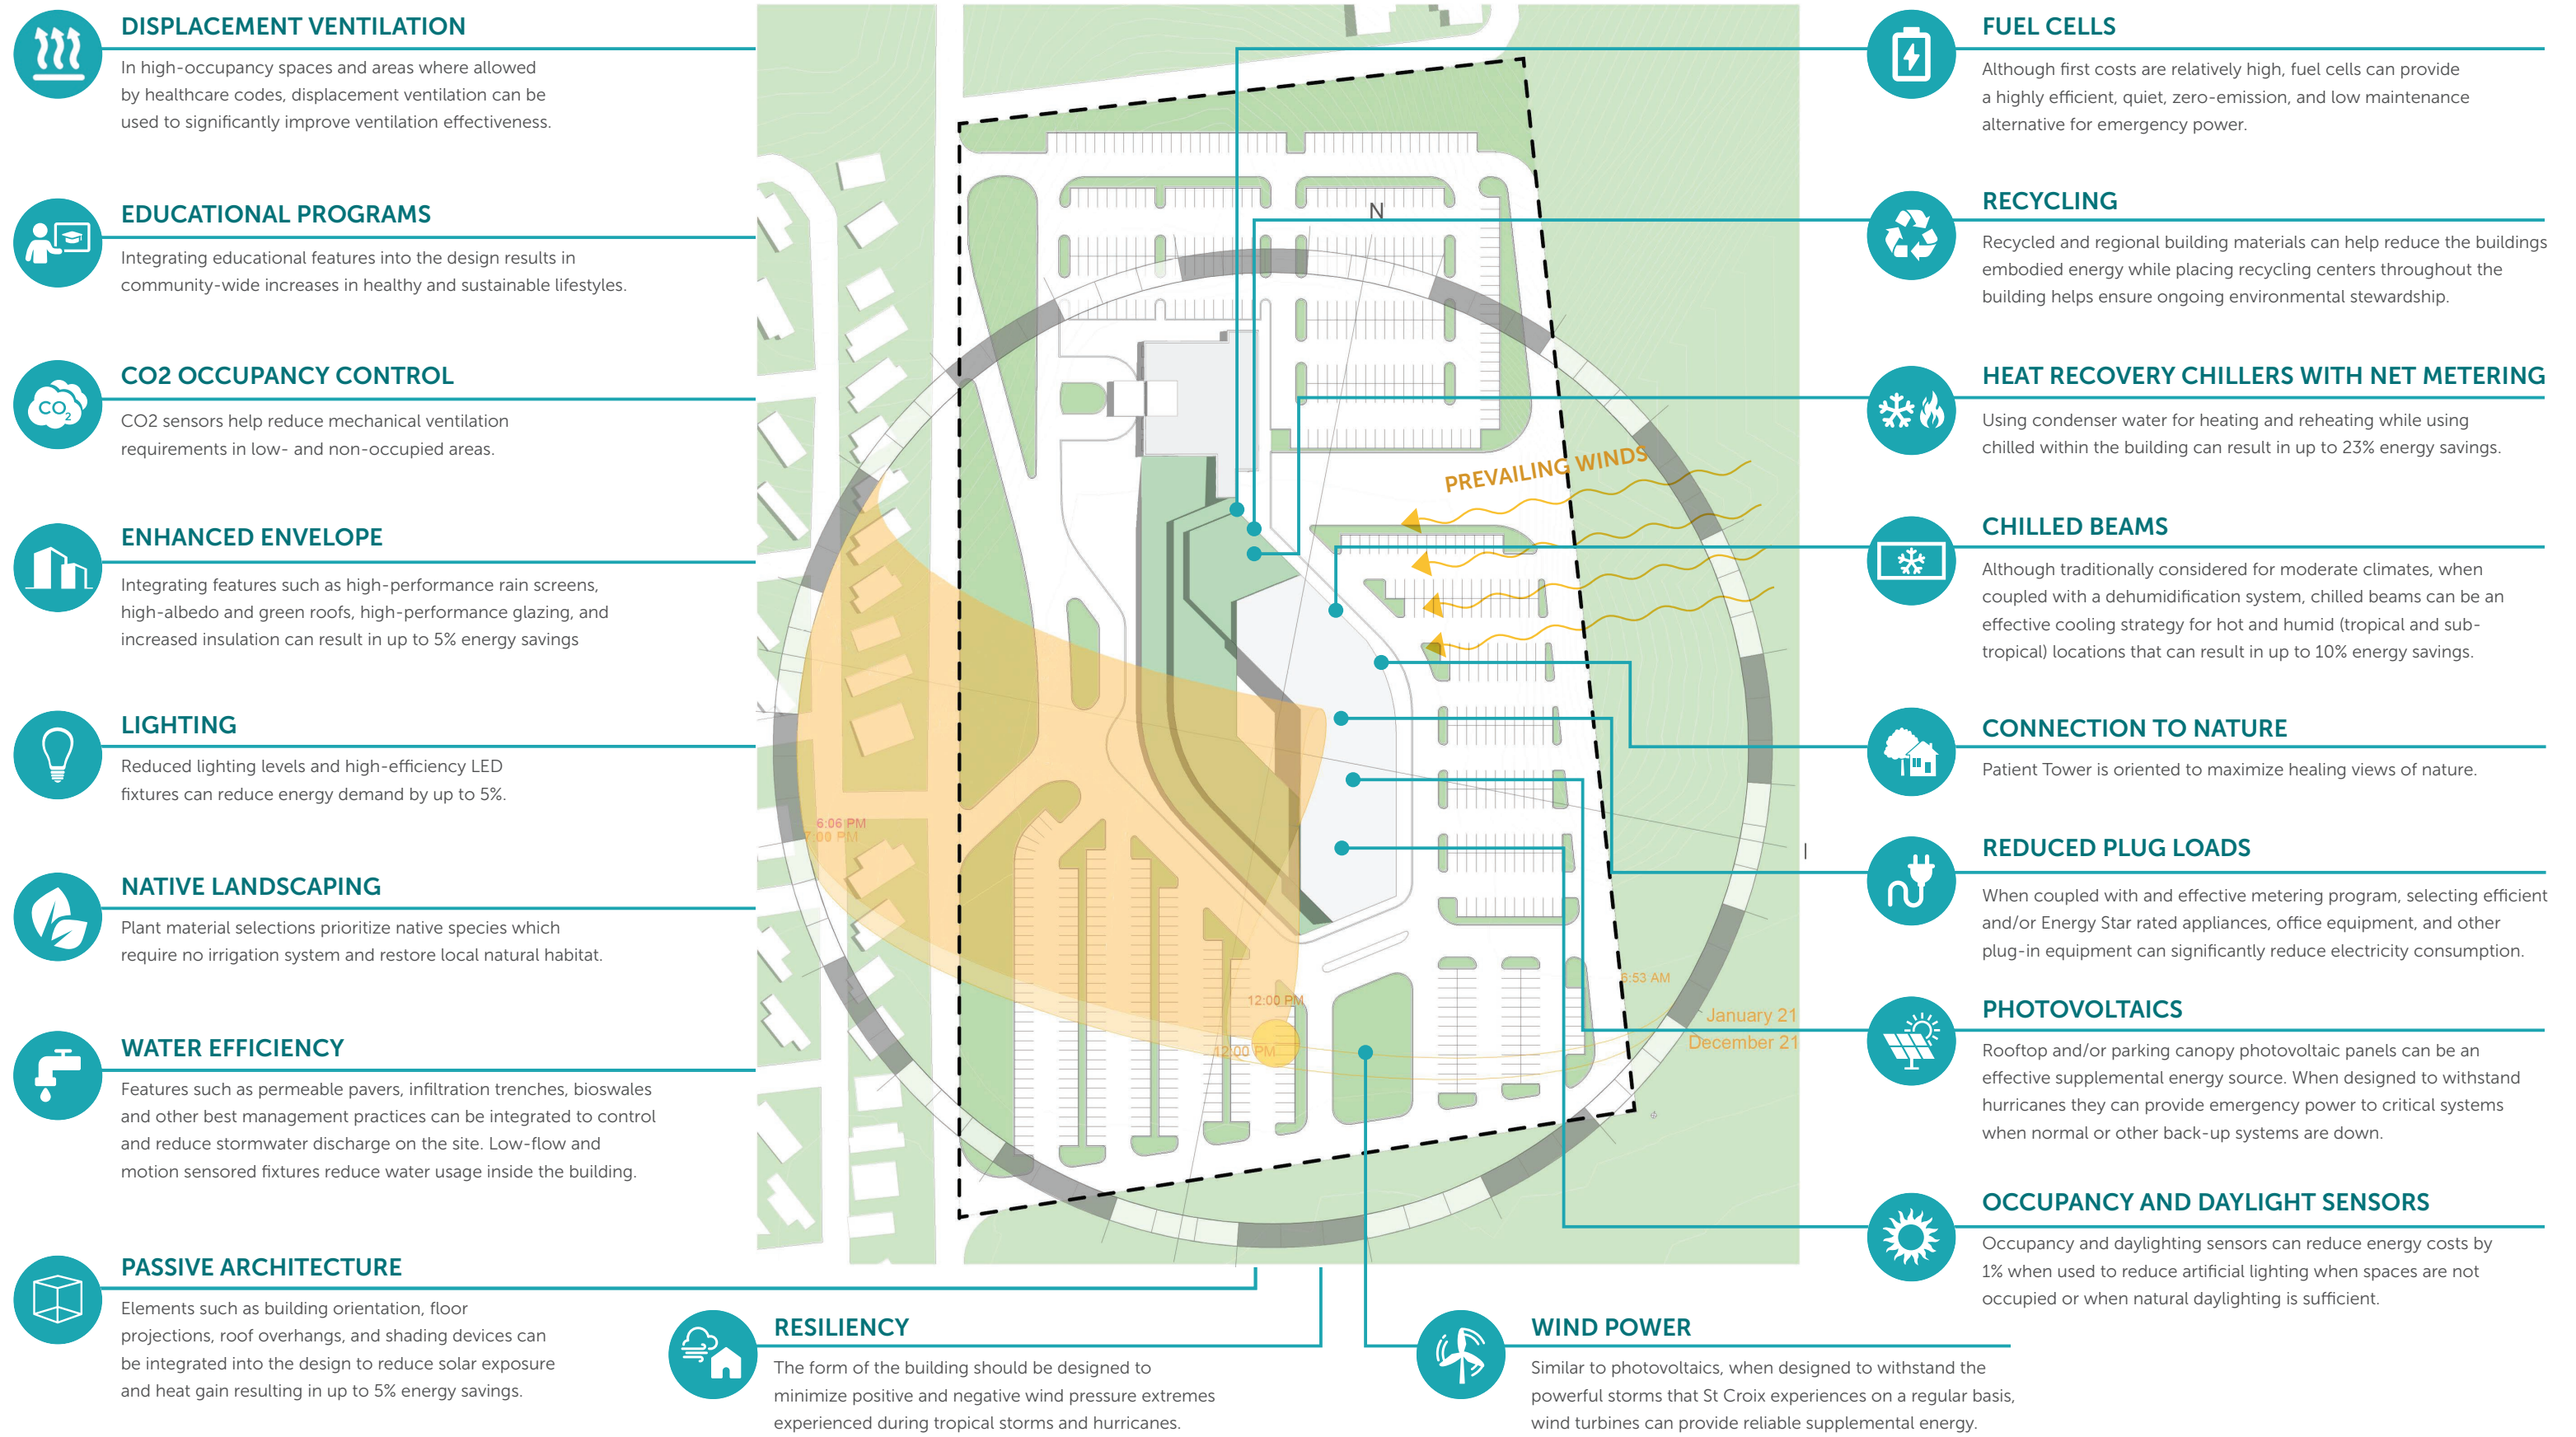 DISPLACEMENT VENTILATION
In high-occupancy spaces and areas where allowed
by healthcare codes, displacement ventilation can be
used to significantly improve ventilation effectiveness.
EDUCATIONAL PROGRAMS
Integrating educational features into the design results in
community-wide increases in healthy and sustainable lifestyles.
CO2 OCCUPANCY CONTROL
CO2
CO2 sensors help reduce mechanical ventilation
requirements in low- and non-occupied areas.
ENHANCED ENVELOPE
Integrating features such as high-performance rain screens,
high-albedo and green roofs, high-performance glazing, and
increased insulation can result in up to 5% energy savings
LIGHTING
Reduced lighting levels and high-efficiency LED
fixtures can reduce energy demand by up to 5%.
NATIVE LANDSCAPING
Plant material selections prioritize native species which
require no irrigation system and restore local natural habitat.
WATER EFFICIENCY
Features such as permeable pavers, infiltration trenches, bioswales
and other best management practices can be integrated to control
and reduce stormwater discharge on the site. Low-flow and
motion sensored fixtures reduce water usage inside the building.
PASSIVE ARCHITECTURE
Elements such as building orientation, floor
projections, roof overhangs, and shading devices can
be integrated into the design to reduce solar exposure
and heat gain resulting in up to 5% energy savings.
N
PREVAILING WINDS
6:06 PM
7:00 PM
6:53 AM
12:00 PM
January 21
December 21
12:00 PM
RESILIENCY
The form of the building should be designed to
minimize positive and negative wind pressure extremes
experienced during tropical storms and hurricanes.
WIND POWER
Similar to photovoltaics, when designed to withstand the
powerful storms that St Croix experiences on a regular basis,
wind turbines can provide reliable supplemental energy.
FUEL CELLS
Although first costs are relatively high, fuel cells can provide
a highly efficient, quiet, zero-emission, and low maintenance
alternative for emergency power.
RECYCLING
Recycled and regional building materials can help reduce the buildings
embodied energy while placing recycling centers throughout the
building helps ensure ongoing environmental stewardship.
HEAT RECOVERY CHILLERS WITH NET METERING
Using condenser water for heating and reheating while using
chilled within the building can result in up to 23% energy savings.
CHILLED BEAMS
Although traditionally considered for moderate climates, when
coupled with a dehumidification system, chilled beams can be an
effective cooling strategy for hot and humid (tropical and sub-
tropical) locations that can result in up to 10% energy savings.
CONNECTION TO NATURE
Patient Tower is oriented to maximize healing views of nature.
REDUCED PLUG LOADS
When coupled with and effective metering program, selecting efficient
and/or Energy Star rated appliances, office equipment, and other
plug-in equipment can significantly reduce electricity consumption.
PHOTOVOLTAICS
Rooftop and/or parking canopy photovoltaic panels can be an
effective supplemental energy source. When designed to withstand
hurricanes they can provide emergency power to critical systems
when normal or other back-up systems are down.
OCCUPANCY AND DAYLIGHT SENSORS
Occupancy and daylighting sensors can reduce energy costs by
1% when used to reduce artificial lighting when spaces are not
occupied or when natural daylighting is sufficient.